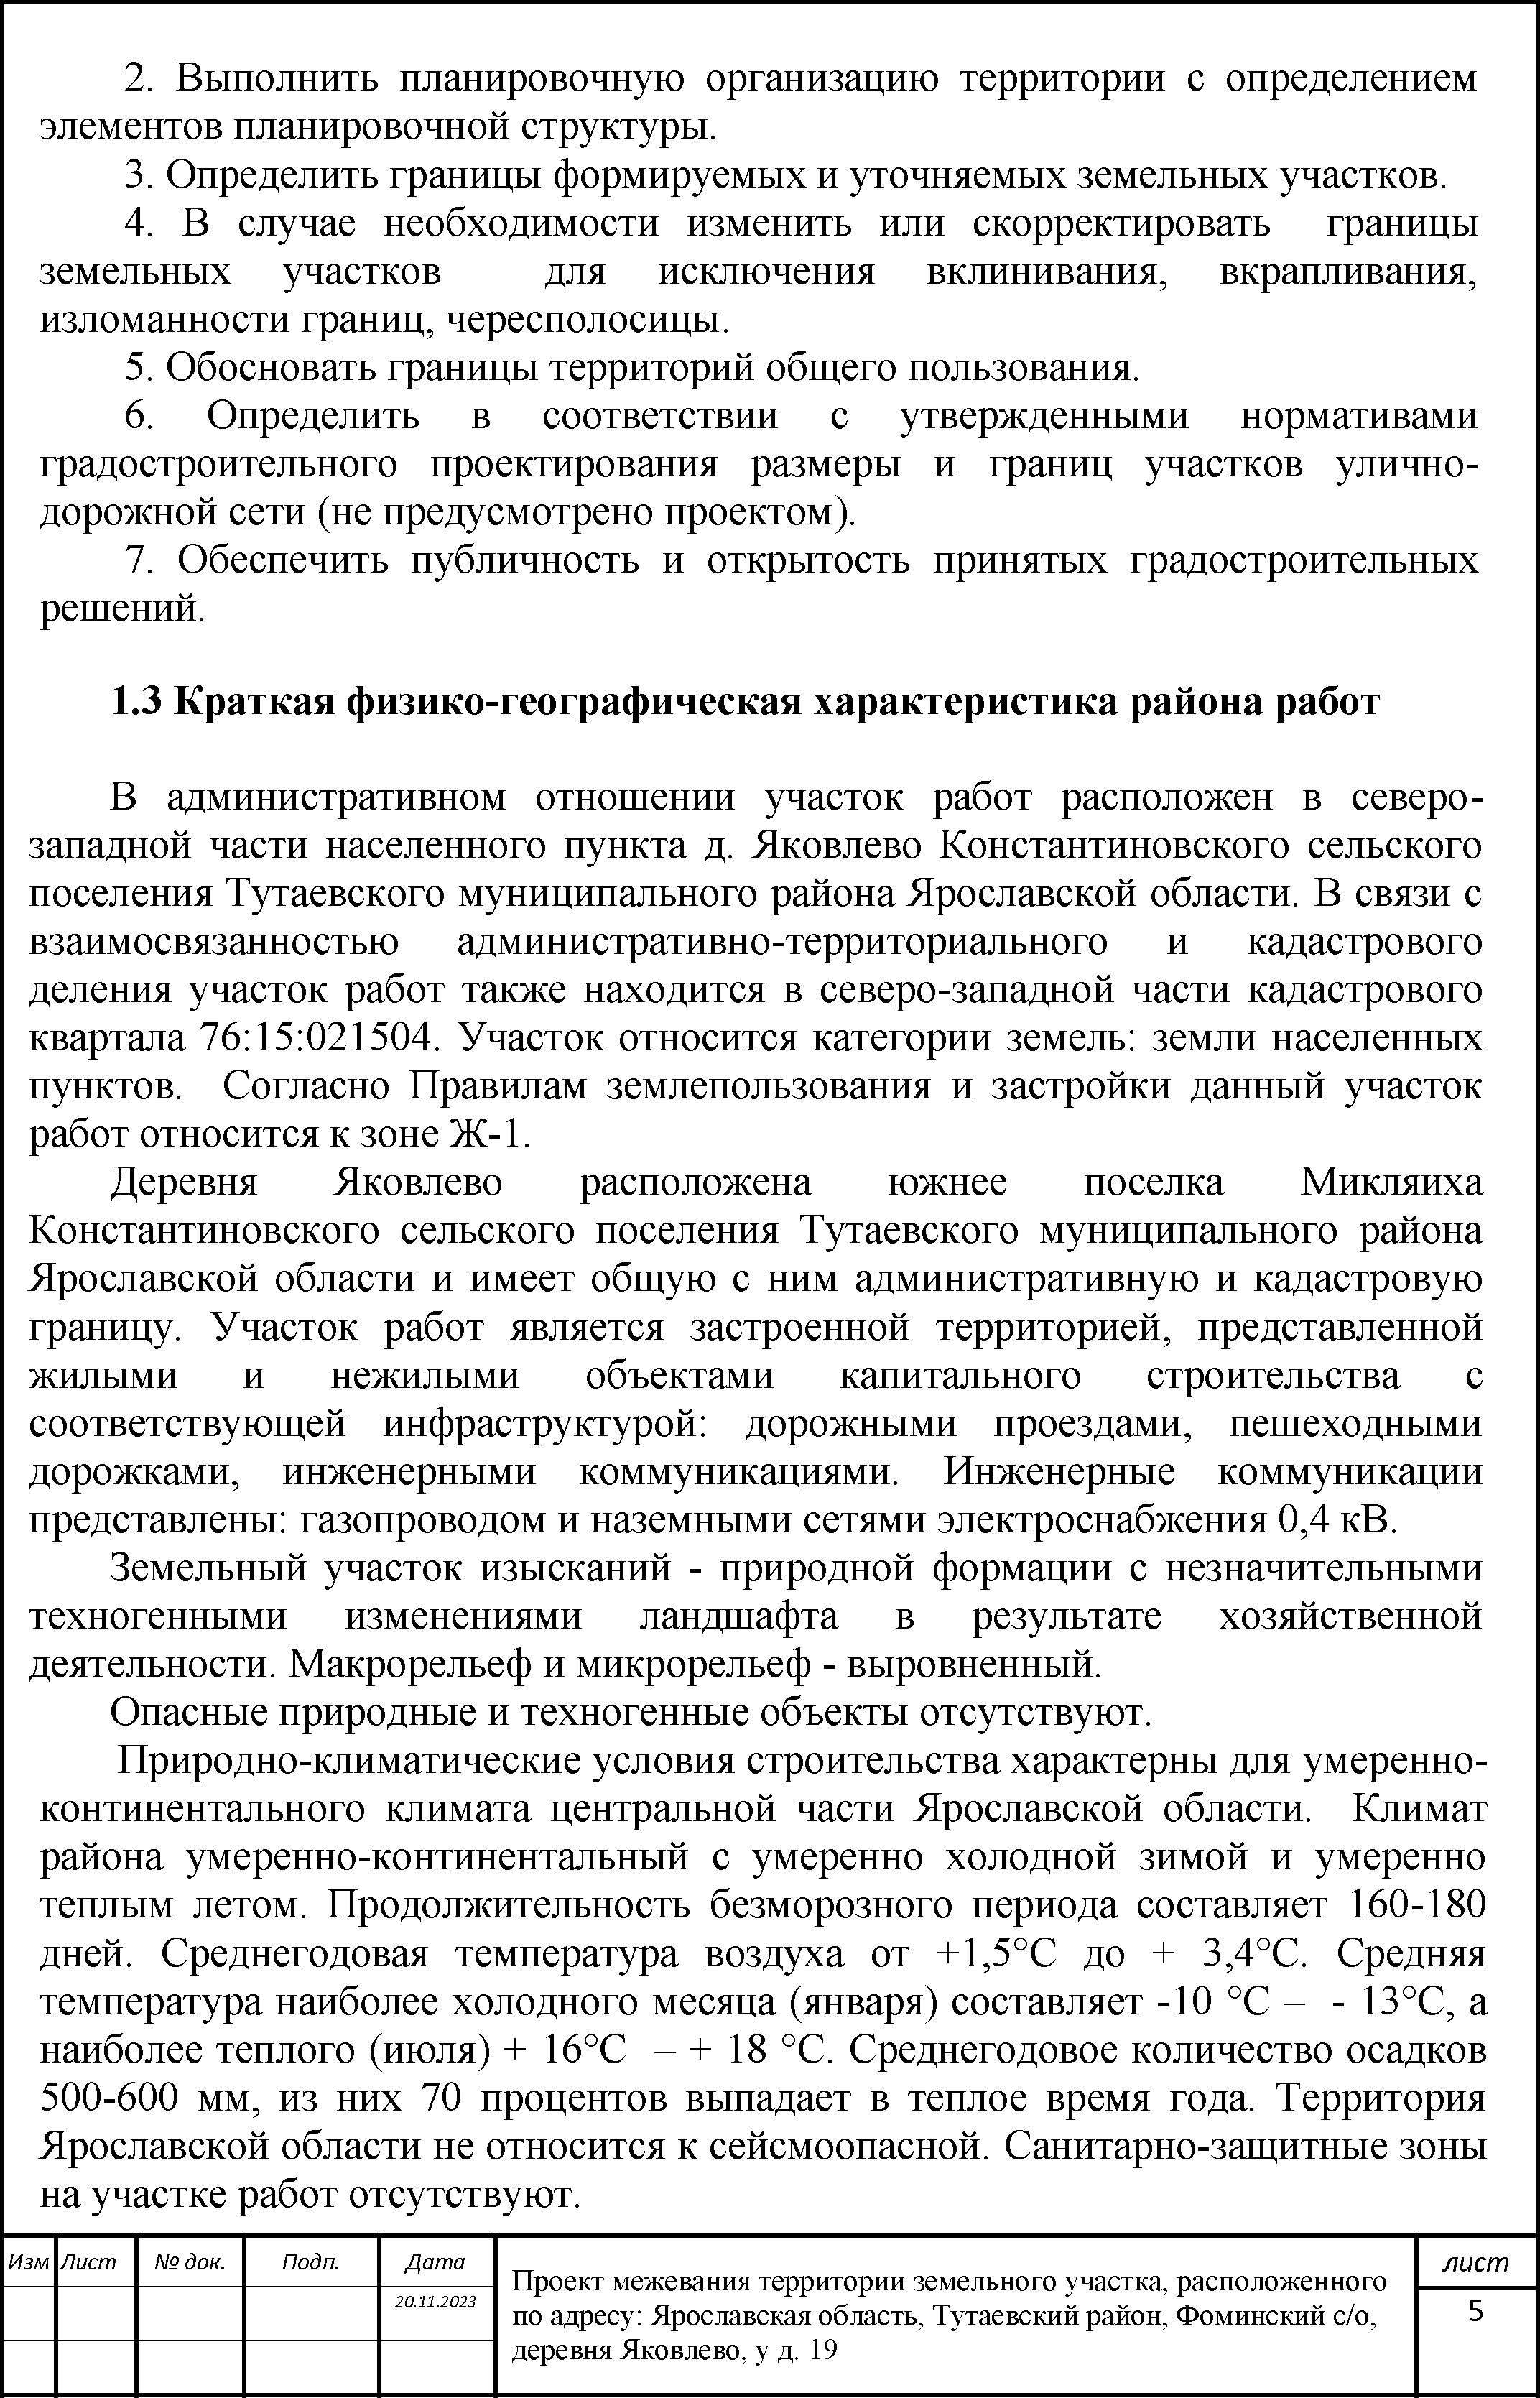 2. Выполнить планировочную организацию территории с определением
элементов планировочной структуры.
3. Определить границы формируемых и уточняемых земельных участков.
4. В случае необходимости изменить или скорректировать границы
земельных участков для исключения вклинивания, вкрапливания,
изломанности границ, чересполосицы.
5. Обосновать границы территорий общего пользования.
6. Определить в соответствии с утвержденными нормативами
градостроительного проектирования размеры и границ участков улично-
дорожной сети (не предусмотрено проектом).
7. Обеспечить публичность и открытость принятых градостроительных
решений.
1.3 Краткая физико-географическая характеристика района работ
В административном отношении участок работ расположен в северо-
западной части населенного пункта д. Яковлево Константиновского сельского
поселения Тутаевского муниципального района Ярославской области. В связи с
взаимосвязанностью административно-территориального и кадастрового
деления участок работ также находится в северо-западной части кадастрового
квартала 76:15:021504. Участок относится категории земель: земли населенных
пунктов. Согласно Правилам землепользования и застройки данный участок
работ относится к зоне Ж-1.
Деревня Яковлево расположена южнее поселка Микляиха
Константиновского сельского поселения Тутаевского муниципального района
Ярославской области и имеет общую с ним административную и кадастровую
границу. Участок работ является застроенной территорией, представленной
жилыми и нежилыми объектами капитального строительства с
соответствующей инфраструктурой: дорожными проездами, пешеходными
дорожками, инженерными коммуникациями. Инженерные коммуникации
представлены: газопроводом и наземными сетями электроснабжения 0,4 кВ.
Земельный участок изысканий - природной формации с незначительными
техногенными изменениями ландшафта в результате хозяйственной
деятельности. Макрорельеф и микрорельеф - выровненный.
Опасные природные и техногенные объекты отсутствуют.
Природно-климатические условия строительства характерны для умеренно-
континентального климата центральной части Ярославской области. Климат
района умеренно-континентальный с умеренно холодной зимой и умеренно
теплым летом. Продолжительность безморозного периода составляет 160-180
дней. Среднегодовая температура воздуха от +1,5°С до + 3,4°С. Средняя
температура наиболее холодного месяца (января) составляет -10 °С – - 13°С, а
наиболее теплого (июля) + 16°С – + 18 °С. Среднегодовое количество осадков
500-600 мм, из них 70 процентов выпадает в теплое время года. Территория
Ярославской области не относится к сейсмоопасной. Санитарно-защитные зоны
на участке работ отсутствуют.
Изм Лист № док. Подп. Дата
20.11.2023
Проект межевания территории земельного участка, расположенного
по адресу: Ярославская область, Тутаевский район, Фоминский с/о,
деревня Яковлево, у д. 19
лист
5